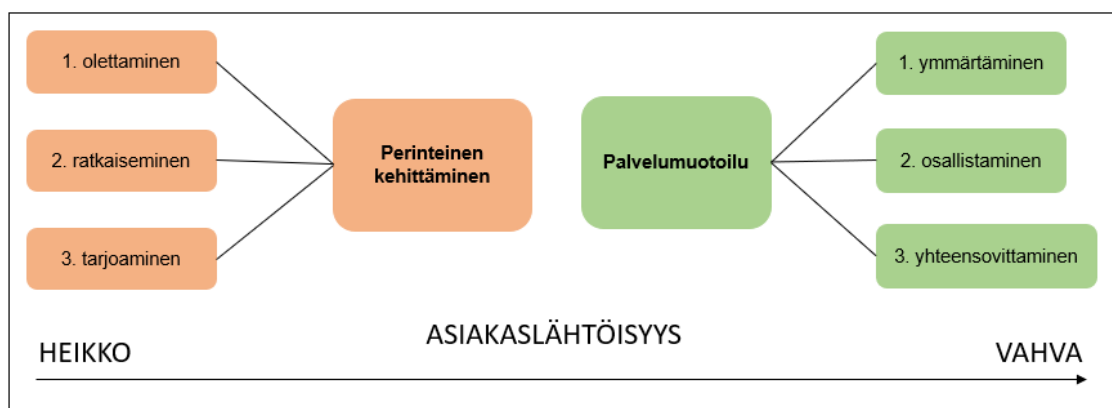 1. olettaminen
2. ratkaiseminen
3. tarjoaminen
Perinteinen
kehittäminen
Palvelumuotoilu
1. ymmärtäminen
2. osallistaminen
3. yhteensovittaminen
ASIAKASLÄHTÖISYYS
HEIKKO
VAHVA